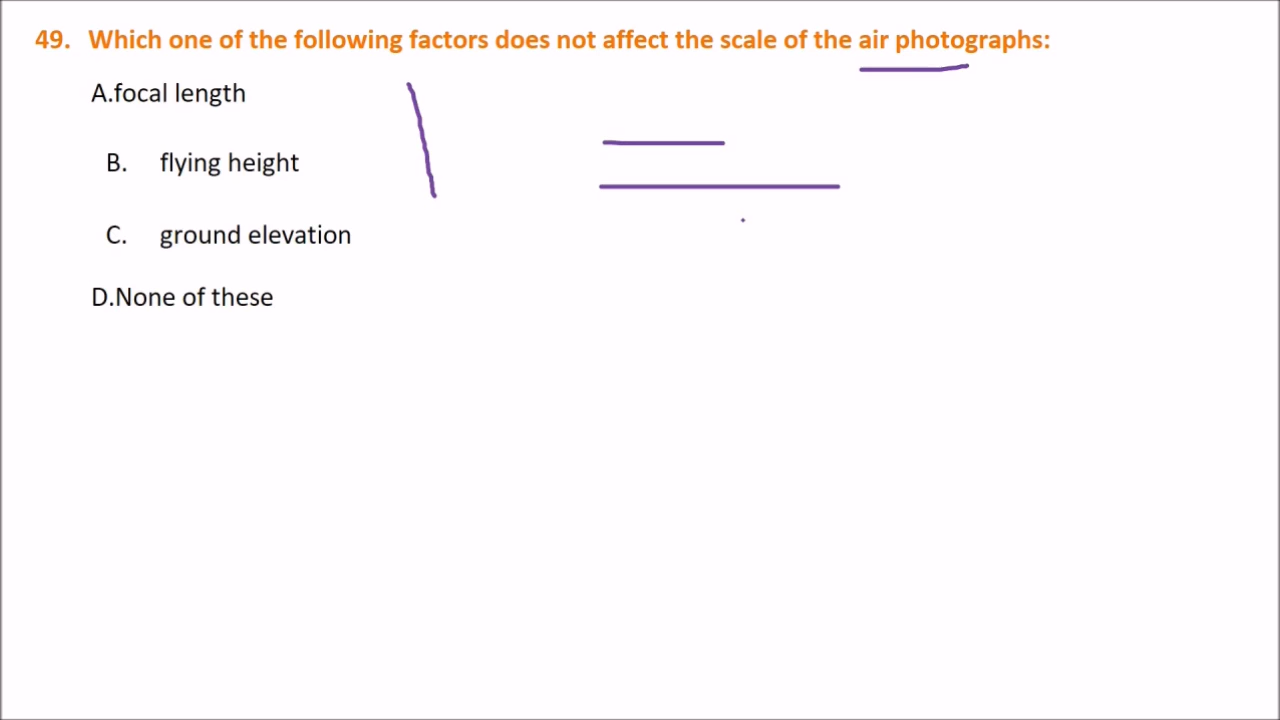 49. Which one of the following factors does not affect the scale of the air photographs:
A.focal length
B. flying height
C. ground elevation
D.None of these